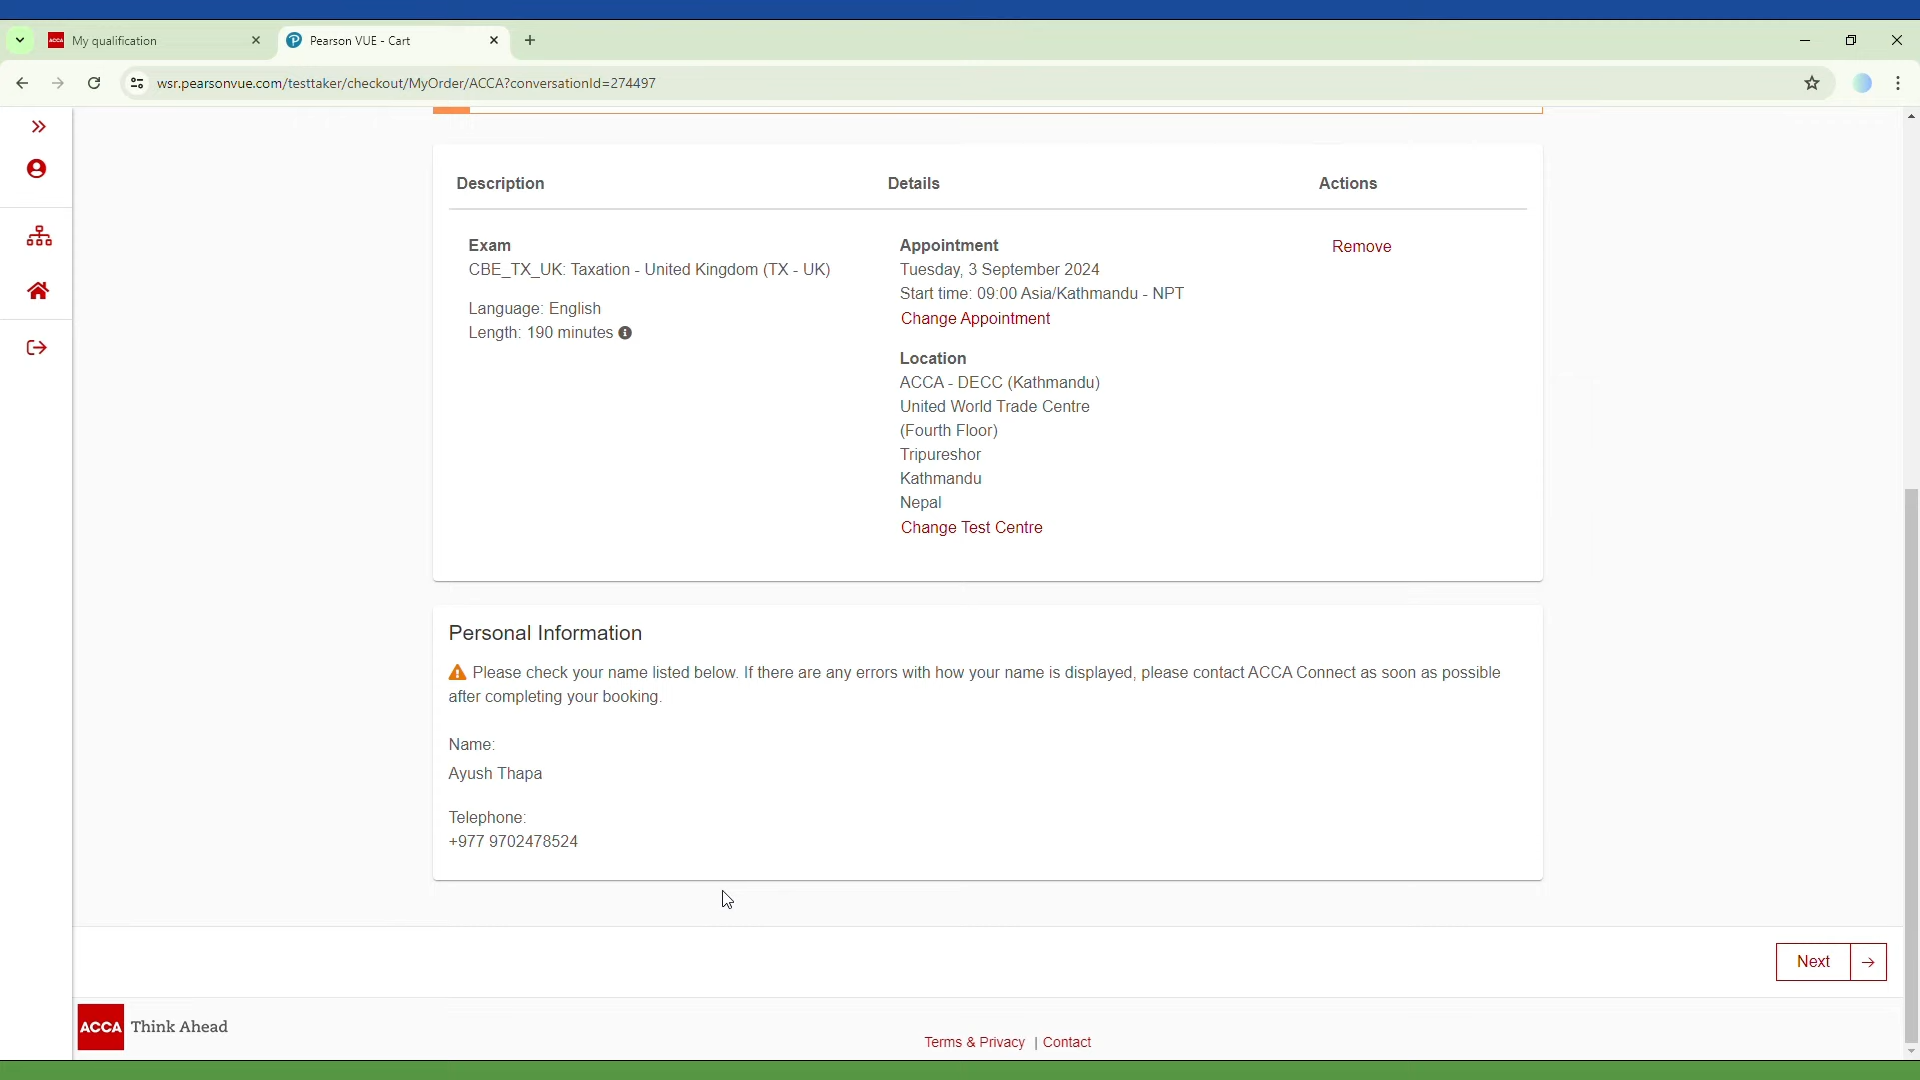 ACCA My qualification
Pearson VUE - Cart
wsr.pearsonvue.com/testtaker/checkout/MyOrder/ACCA?conversationId=274497
Description Details Actions
Exam
CBE_TX_UK: Taxation - United Kingdom (TX - UK)
Language: English
Length: 190 minutes
Appointment
Tuesday, 3 September 2024
Start time: 09:00 Asia/Kathmandu - NPT
Change Appointment
Location
ACCA - DECC (Kathmandu)
United World Trade Centre
(Fourth Floor)
Tripureshor
Kathmandu
Nepal
Change Test Centre
Remove
Personal Information
Please check your name listed below. If there are any errors with how your name is displayed, please contact ACCA Connect as soon as possible
after completing your booking.
Name:
Ayush Thapa
Telephone:
+977 9702478524
Next
ACCA Think Ahead
Terms & Privacy | Contact